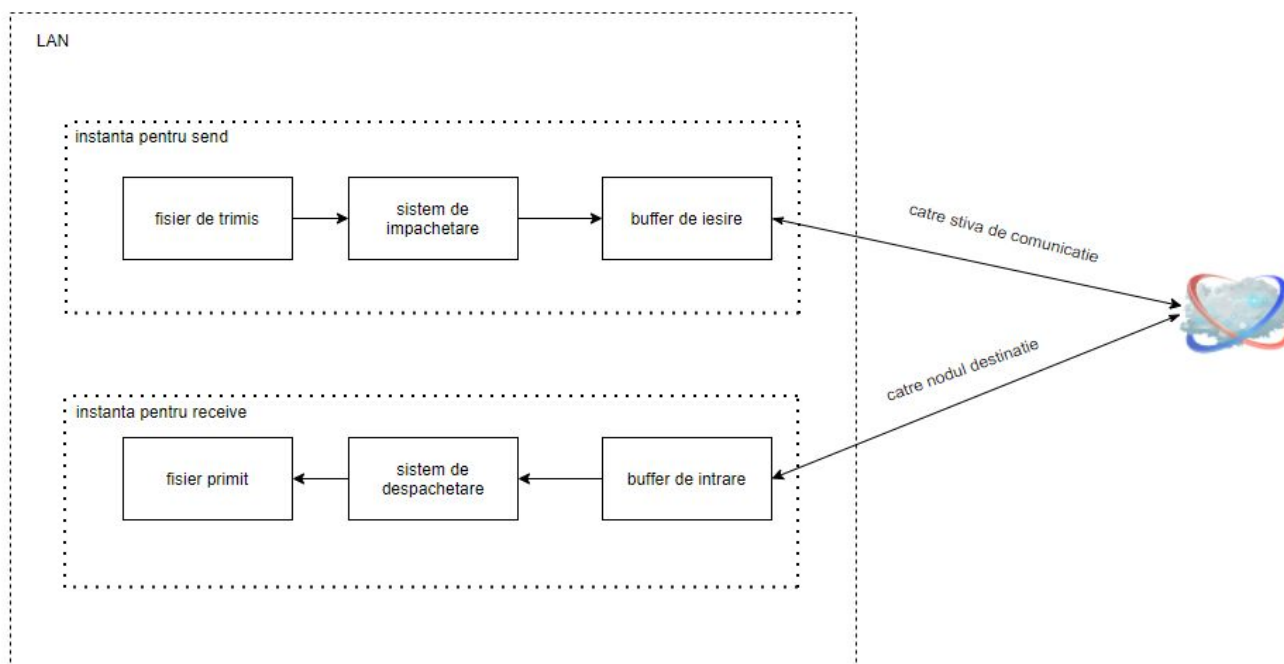 LAN
instanta pentru send
fisier de trimis
sistem de
impachetare
buffer de iesire
catre stiva de comunicatie
catre nodul destinatie
instanta pentru receive
fisier primit
sistem de
despachetare
buffer de intrare